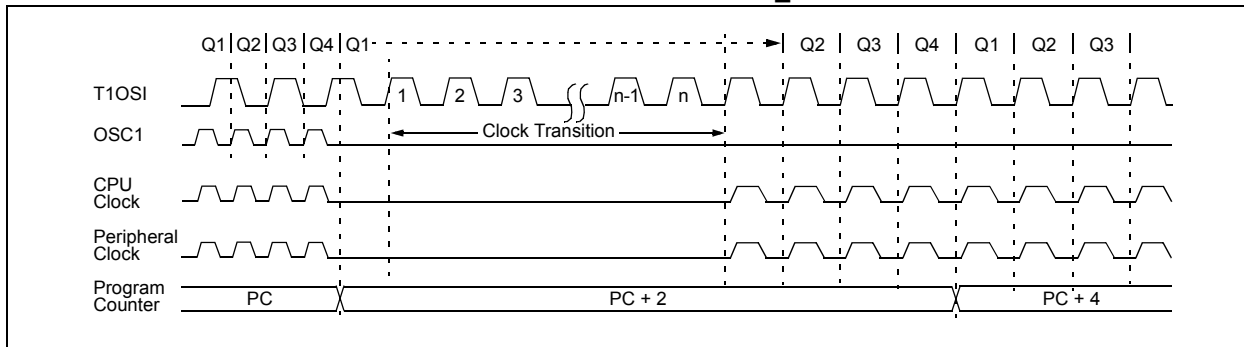 Q1 Q2 Q3 Q4 Q1 Q2 Q3 Q4 Q1 Q2 Q3
T1OSI 1 2 3 n-1 n
OSC1 Clock Transition
CPU
Clock
Peripheral
Clock
Program
Counter
PC PC + 2 PC + 4